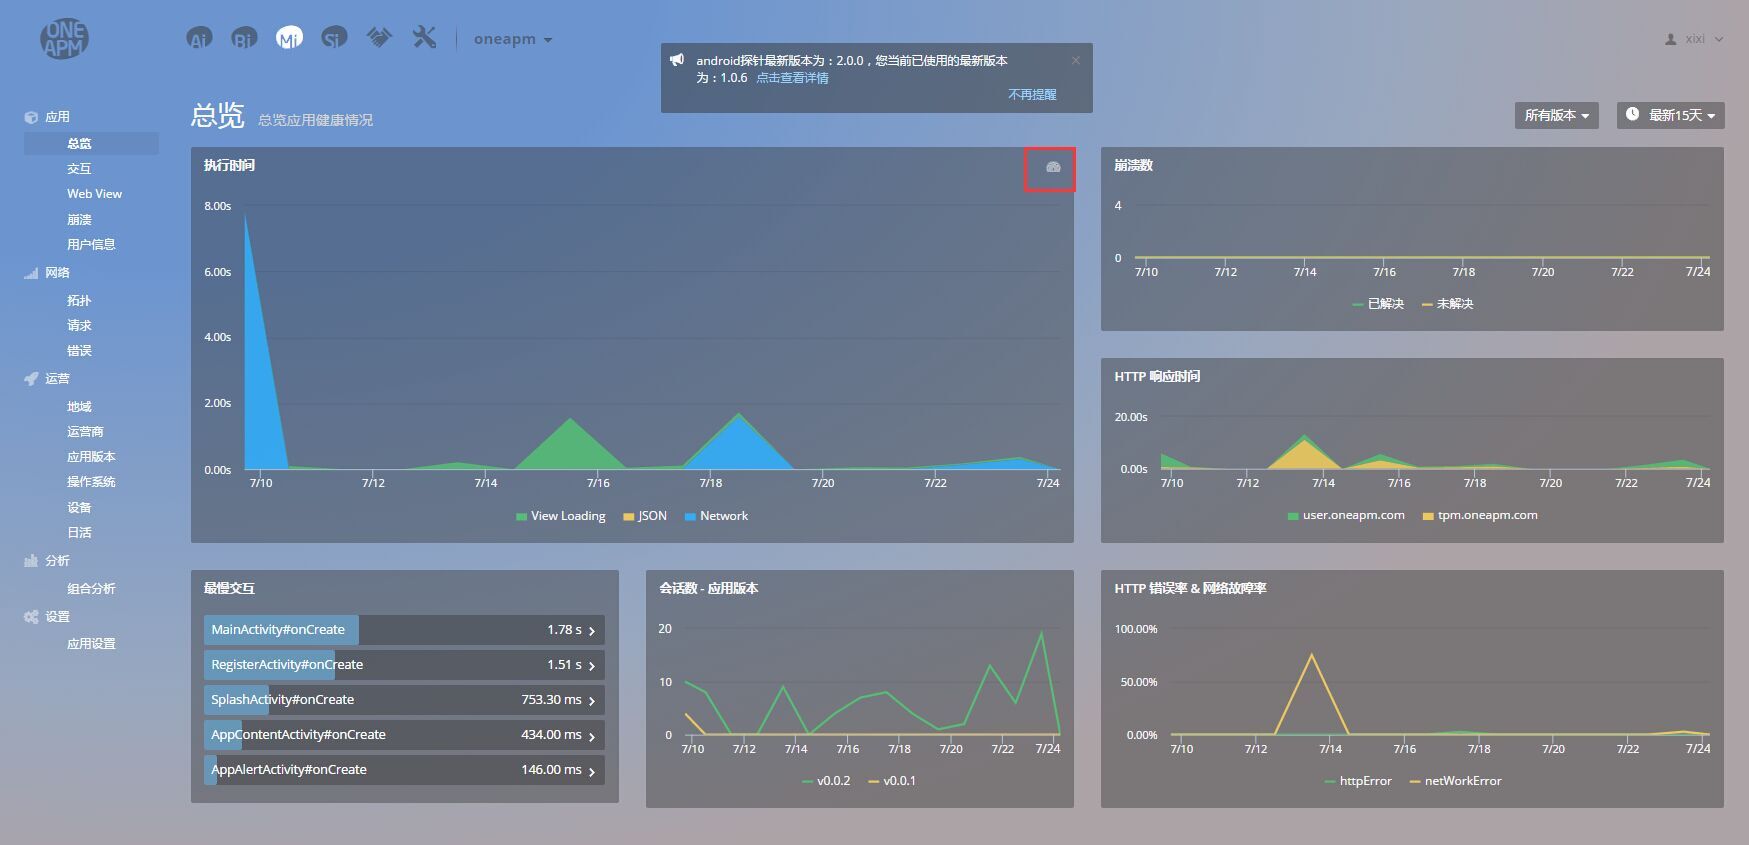 ONE
APM
Ai
Bi
Mi
Si
oneapm
xixi
android探针最新版本为：2.0.0，您当前已使用的最新版本
为：1.0.6 点击查看详情
不再提醒
应用
总览
交互
Web View
崩溃
用户信息
网络
拓扑
请求
错误
运营
地域
运营商
应用版本
操作系统
设备
日活
分析
组合分析
设置
应用设置
总览 总览应用健康情况
所有版本
最新15天
执行时间
8.00s
6.00s
4.00s
2.00s
0.00s
7/10 7/12 7/14 7/16 7/18 7/20 7/22 7/24
View Loading JSON Network
崩溃数
4
0
7/10 7/12 7/14 7/16 7/18 7/20 7/22 7/24
已解决 未解决
HTTP 响应时间
20.00s
0.00s
7/10 7/12 7/14 7/16 7/18 7/20 7/22 7/24
user.oneapm.com tpm.oneapm.com
最慢交互
MainActivity#onCreate 1.78 s
RegisterActivity#onCreate 1.51 s
SplashActivity#onCreate 753.30 ms
AppContentActivity#onCreate 434.00 ms
AppAlertActivity#onCreate 146.00 ms
会话数 - 应用版本
20
10
0
7/10 7/12 7/14 7/16 7/18 7/20 7/22 7/24
v0.0.2 v0.0.1
HTTP 错误率 & 网络故障率
100.00%
50.00%
0.00%
7/10 7/12 7/14 7/16 7/18 7/20 7/22 7/24
httpError netWorkError